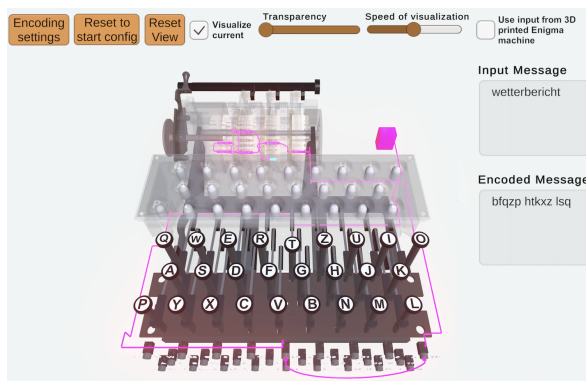 Encoding
settings
Reset to
start config
Reset
View
Visualize
current
Transparency
Speed of visualization
Use input from 3D
printed Enigma
machine
Input Message
wetterbericht
Encoded Message
bfqzp htkxz lsq
Q W E R T Z U I O
A S D F G H J K
P Y X C V B N M L